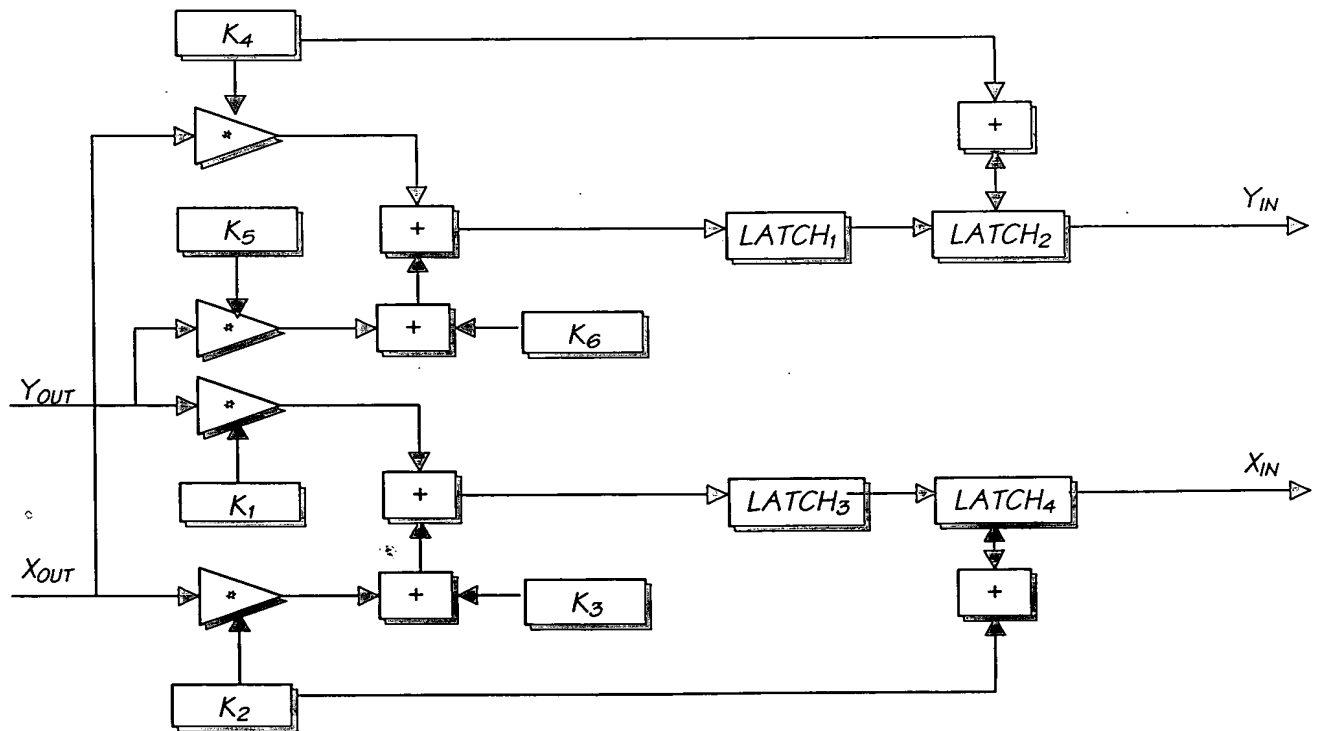 K4
*
+
K5
+
LATCH1
LATCH2
YIN
*
+
K6
YOUT
*
K1
+
LATCH3
LATCH4
XIN
XOUT
*
+
K3
+
K2